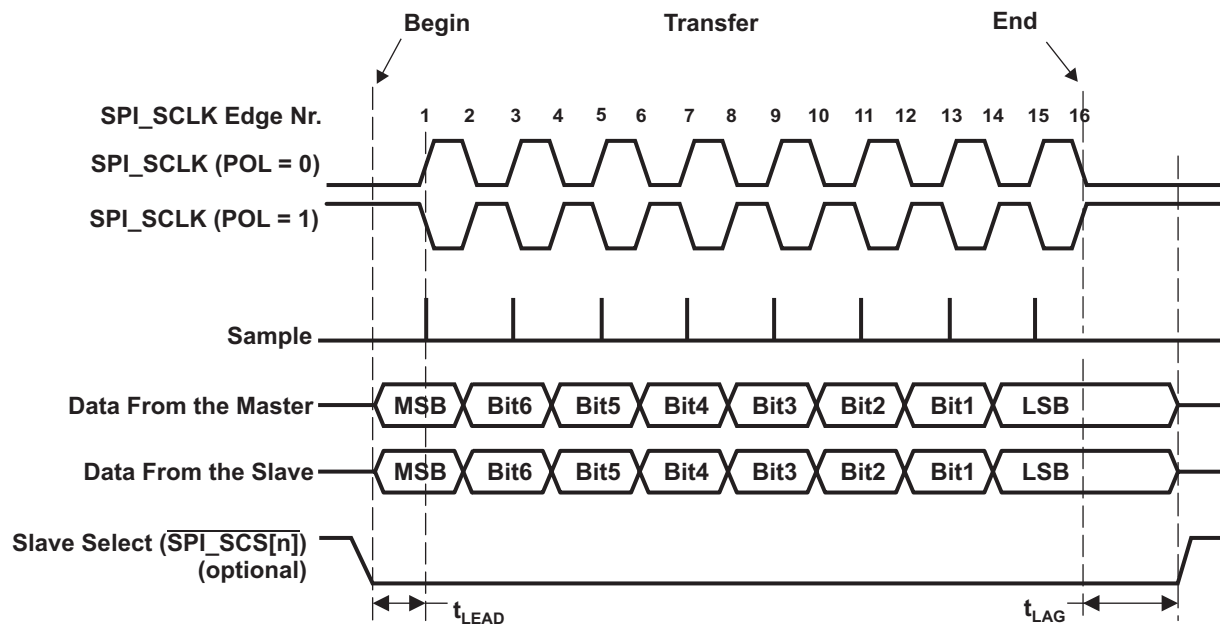 Begin Transfer End
SPI_SCLK Edge Nr. 1 2 3 4 5 6 7 8 9 10 11 12 13 14 15 16
SPI_SCLK (POL = 0)
SPI_SCLK (POL = 1)
Sample
Data From the Master MSB Bit6 Bit5 Bit4 Bit3 Bit2 Bit1 LSB
Data From the Slave MSB Bit6 Bit5 Bit4 Bit3 Bit2 Bit1 LSB
Slave Select (SPI_SCS[n])
(optional)
tLEAD tLAG